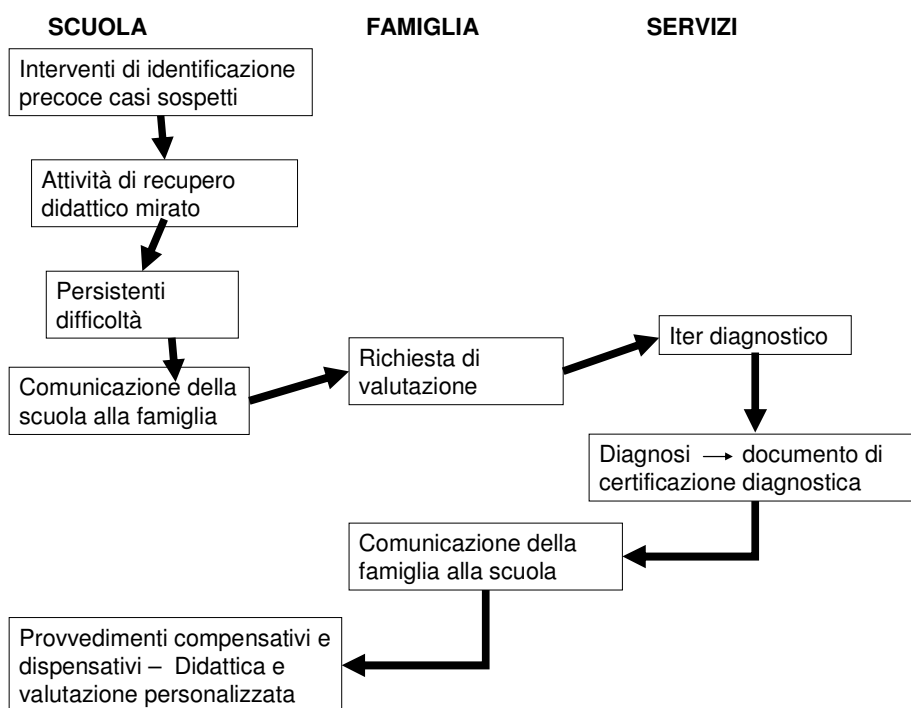 SCUOLA
FAMIGLIA
SERVIZI
Interventi di identificazione
precoce casi sospetti
Attività di recupero
didattico mirato
Persistenti
difficoltà
Comunicazione della
scuola alla famiglia
Richiesta di
valutazione
Iter diagnostico
Diagnosi → documento di
certificazione diagnostica
Comunicazione della
famiglia alla scuola
Provvedimenti compensativi e
dispensativi – Didattica e
valutazione personalizzata